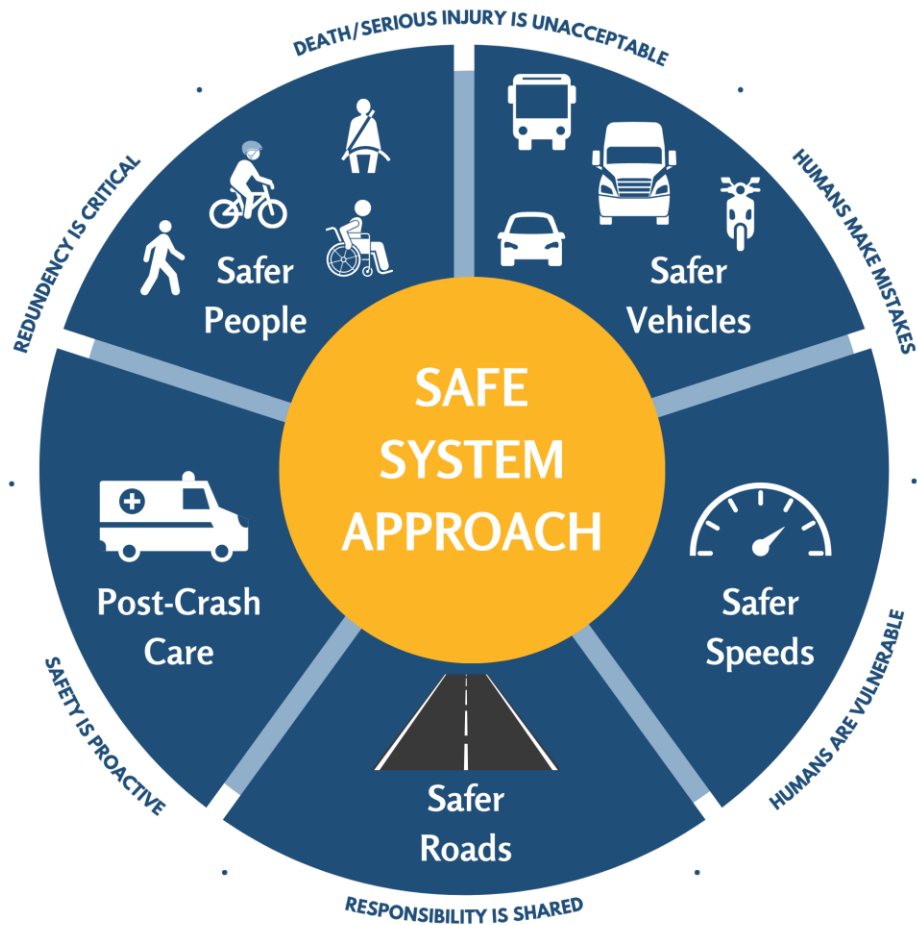 DEATH/SERIOUS INJURY IS UNACCEPTABLE
HUMANS MAKE MISTAKES
HUMANS ARE VULNERABLE
RESPONSIBILITY IS SHARED
SAFETY IS PROACTIVE
REDUNDENCY IS CRITICAL
Safer
People
Safer
Vehicles
SAFE
SYSTEM
APPROACH
Post-Crash
Care
Safer
Speeds
Safer
Roads